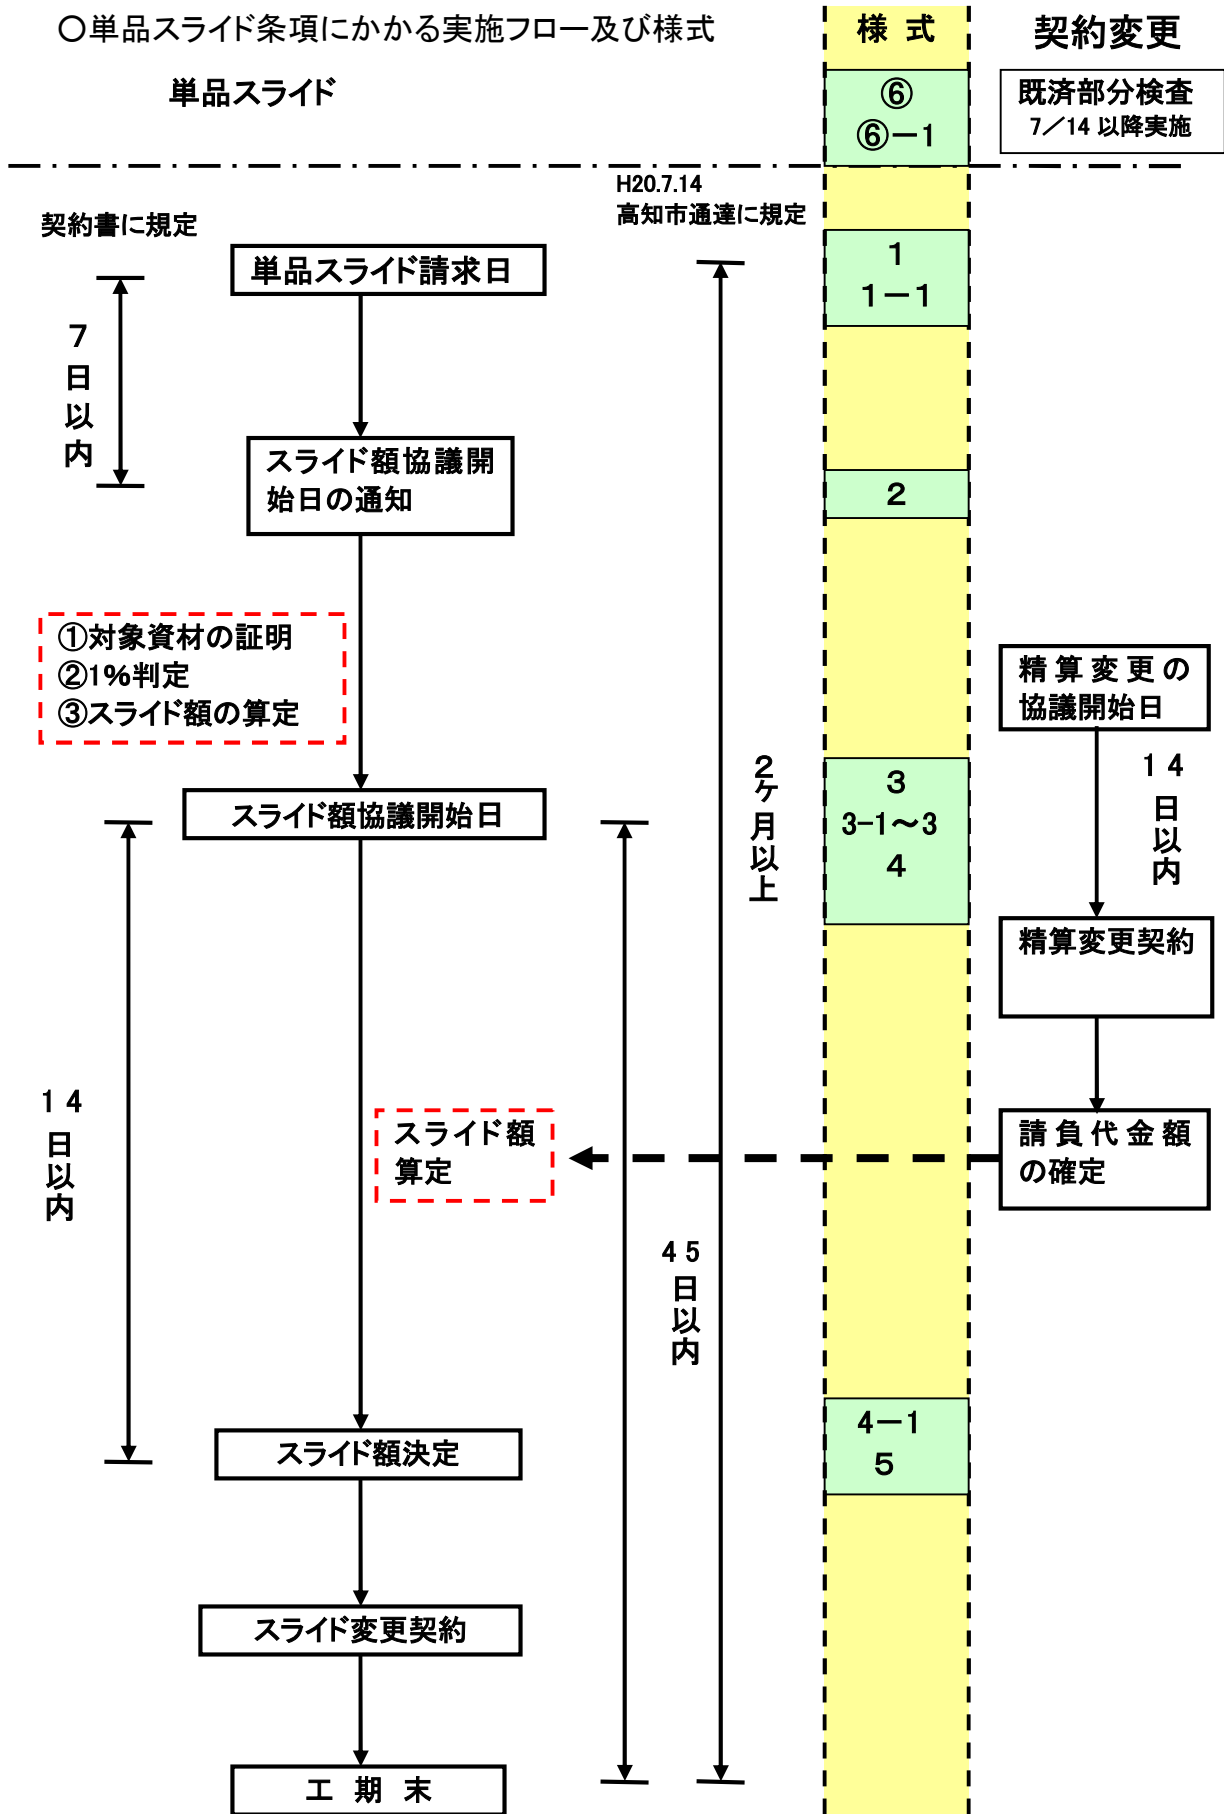 〇単品スライド条項にかかる実施フロー及び様式
様 式
契約変更
単品スライド
⑥
⑥－1
既済部分検査
7／14 以降実施
H20.7.14
高知市通達に規定
契約書に規定
単品スライド請求日
1
1－1
7日以内
スライド額協議開
始日の通知
2
①対象資材の証明
②1%判定
③スライド額の算定
精 算 変 更 の
協議開始日
14日以内
2ヶ月以上
3
3-1～3
4
スライド額協議開始日
精算変更契約
14日以内
スライド額
算定
請 負 代 金 額
の確定
45日以内
4－1
5
スライド額決定
スライド変更契約
工 期 末